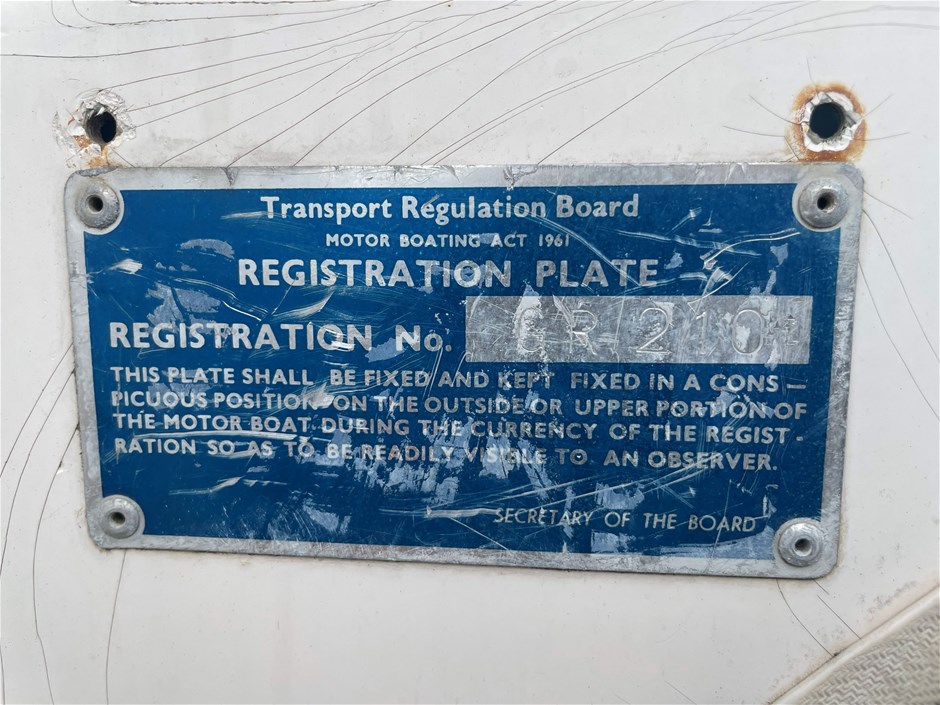 Transport Regulation Board
MOTOR BOATING ACT 1961
REGISTRATION PLATE
REGISTRATION No. GR 210
THIS PLATE SHALL BE FIXED AND KEPT FIXED IN A CONS–
PICUOUS POSITION ON THE OUTSIDE OR UPPER PORTION OF
THE MOTOR BOAT DURING THE CURRENCY OF THE REGIST-
RATION SO AS TO BE READILY VISIBLE TO AN OBSERVER.
SECRETARY OF THE BOARD